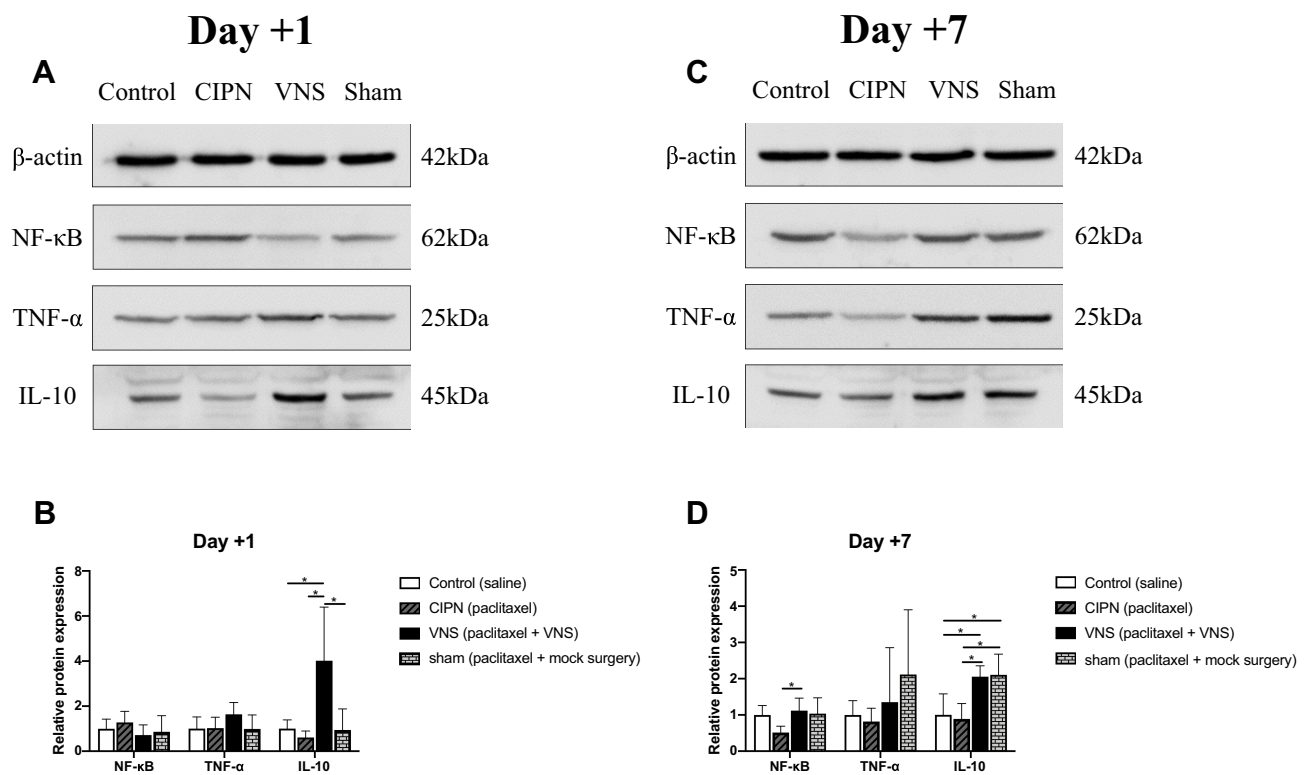 Day +1
A
Control CIPN VNS Sham
β-actin 42kDa
NF-κB 62kDa
TNF-α 25kDa
IL-10 45kDa
Day +7
C
Control CIPN VNS Sham
β-actin 42kDa
NF-κB 62kDa
TNF-α 25kDa
IL-10 45kDa
B
Day +1
Relative protein expression
8
6
4
2
0
* * *
NF-κB TNF-α IL-10
Control (saline)
CIPN (paclitaxel)
VNS (paclitaxel + VNS)
sham (paclitaxel + mock surgery)
D
Day +7
Relative protein expression
5
4
3
2
1
0
* * * * *
NF-κB TNF-α IL-10
Control (saline)
CIPN (paclitaxel)
VNS (paclitaxel + VNS)
sham (paclitaxel + mock surgery)